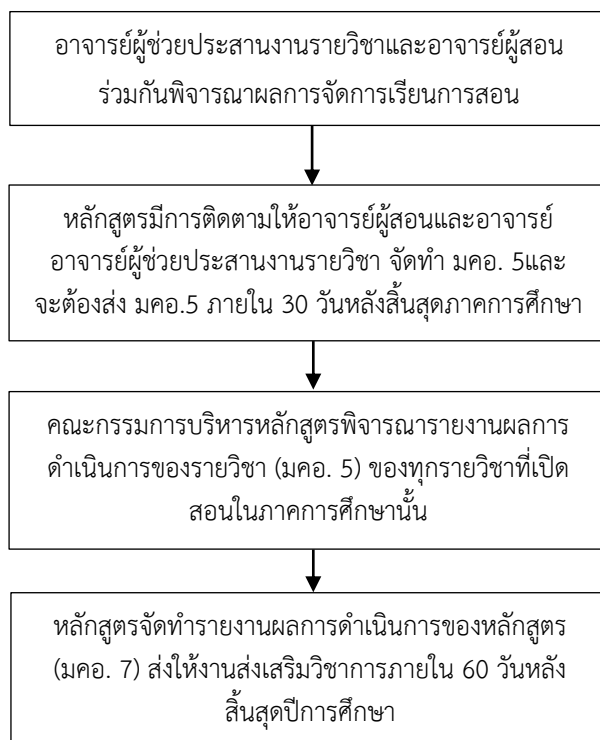 อาจารย์ผู้ช่วยประสานงานรายวิชาและอาจารย์ผู้สอน
ร่วมกันพิจารณาผลการจัดการเรียนการสอน
หลักสูตรมีการติดตามให้อาจารย์ผู้สอนและอาจารย์
อาจารย์ผู้ช่วยประสานงานรายวิชา จัดทำ มคอ. 5และ
จะต้องส่ง มคอ.5 ภายใน 30 วันหลังสิ้นสุดภาคการศึกษา
คณะกรรมการบริหารหลักสูตรพิจารณารายงานผลการ
ดำเนินการของรายวิชา (มคอ. 5) ของทุกรายวิชาที่เปิด
สอนในภาคการศึกษานั้น
หลักสูตรจัดทำรายงานผลการดำเนินการของหลักสูตร
(มคอ. 7) ส่งให้งานส่งเสริมวิชาการภายใน 60 วันหลัง
สิ้นสุดปีการศึกษา